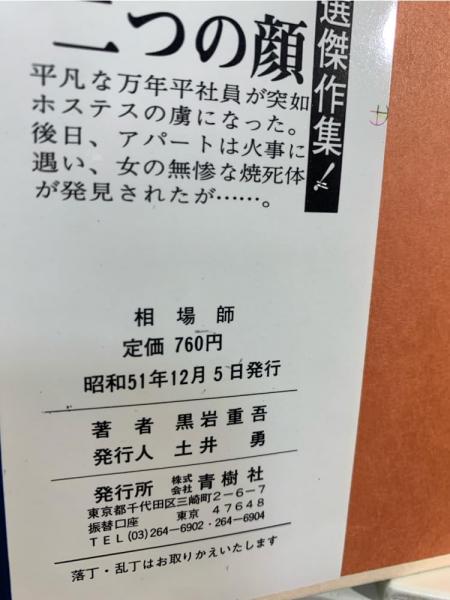 二つの顔
選傑作集!
平凡な万年平社員が突如
ホステスの虜になった。
後日、アパートは火事に
遇い、女の無惨な焼死体
が発見されたが……。
相場師
定価 760円
昭和51年12月5日発行
著者 黒岩重吾
発行人 土井 勇
発行所 株式会社 青樹社
東京都千代田区三崎町2-6-7
振替口座 東京 47648
TEL(03)264-6902・264-6904
落丁・乱丁はお取りかえいたします